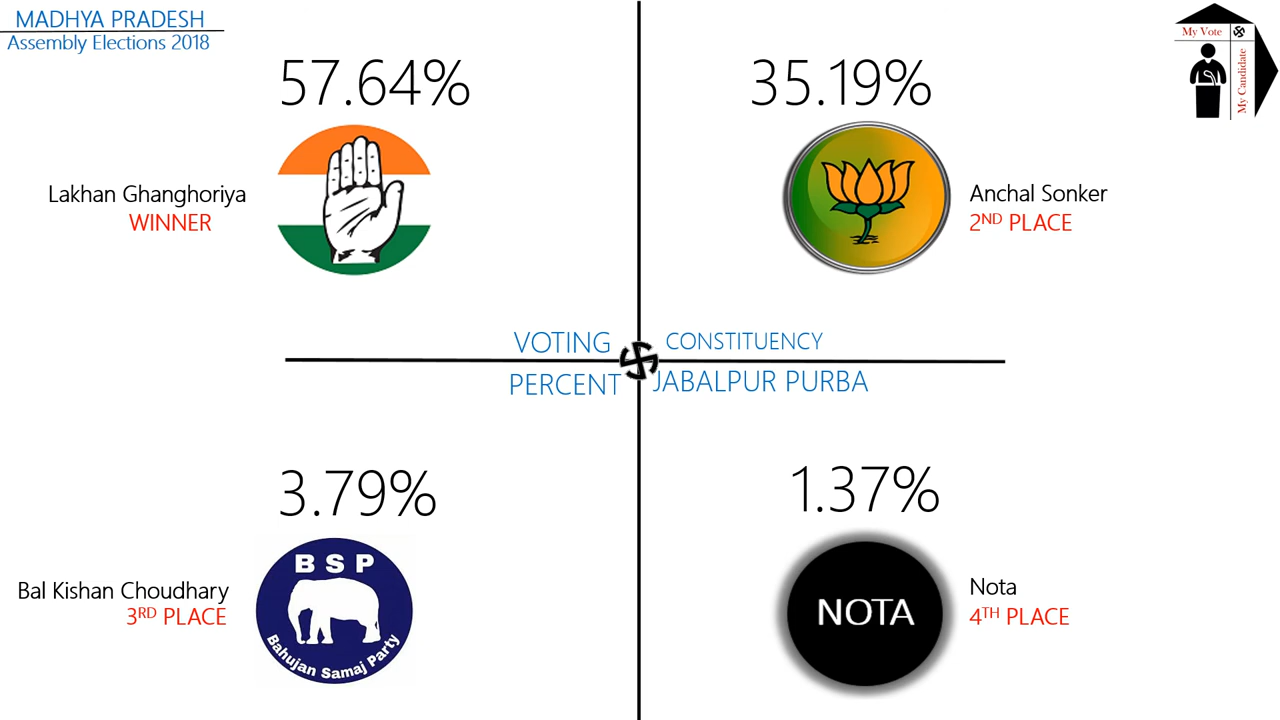 MADHYA PRADESH
Assembly Elections 2018
My Vote
My Candidate
57.64%
Lakhan Ghanghoriya
WINNER
35.19%
Anchal Sonker
2ND PLACE
VOTING
PERCENT
CONSTITUENCY
JABALPUR PURBA
3.79%
BSP
Bahujan Samaj Party
Bal Kishan Choudhary
3RD PLACE
1.37%
NOTA
Nota
4TH PLACE